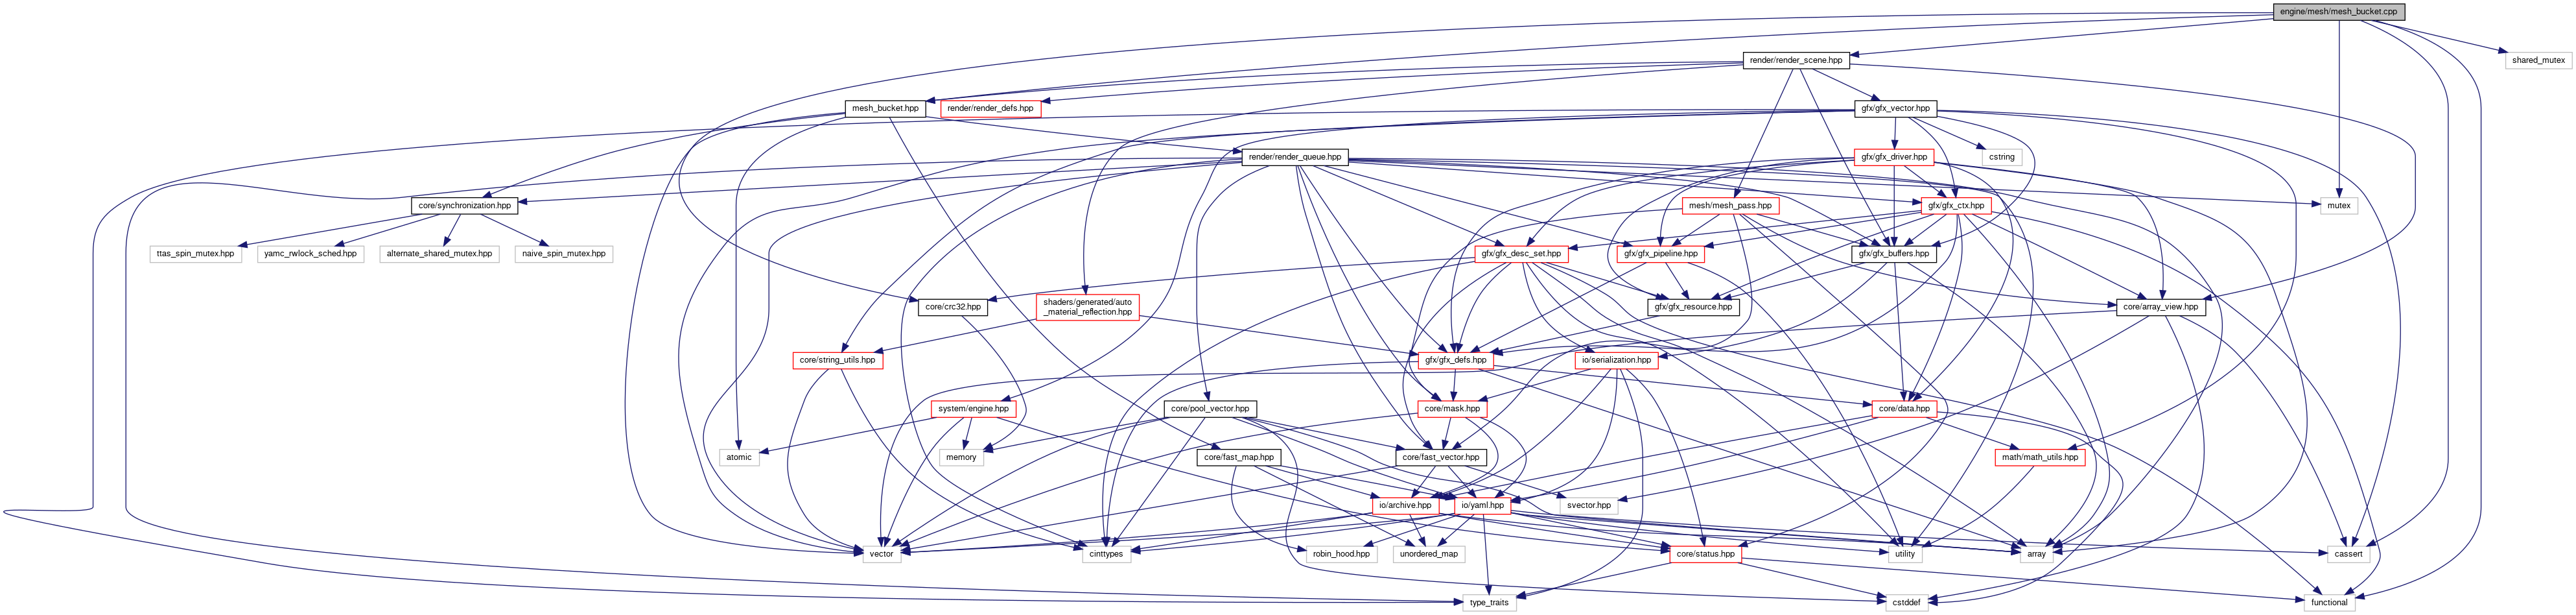 engine/mesh/mesh_bucket.cpp
render/render_scene.hpp
shared_mutex
mesh_bucket.hpp
render/render_defs.hpp
gfx/gfx_vector.hpp
render/render_queue.hpp
gfx/gfx_driver.hpp
cstring
core/synchronization.hpp
mesh/mesh_pass.hpp
gfx/gfx_ctx.hpp
mutex
ttas_spin_mutex.hpp
yamc_rwlock_sched.hpp
alternate_shared_mutex.hpp
naive_spin_mutex.hpp
gfx/gfx_desc_set.hpp
gfx/gfx_pipeline.hpp
gfx/gfx_buffers.hpp
core/crc32.hpp
shaders/generated/auto
_material_reflection.hpp
gfx/gfx_resource.hpp
core/array_view.hpp
core/string_utils.hpp
gfx/gfx_defs.hpp
io/serialization.hpp
system/engine.hpp
core/pool_vector.hpp
core/mask.hpp
core/data.hpp
atomic
memory
core/fast_map.hpp
core/fast_vector.hpp
math/math_utils.hpp
io/archive.hpp
io/yaml.hpp
svector.hpp
vector
cinttypes
robin_hood.hpp
unordered_map
core/status.hpp
utility
array
cassert
type_traits
cstddef
functional